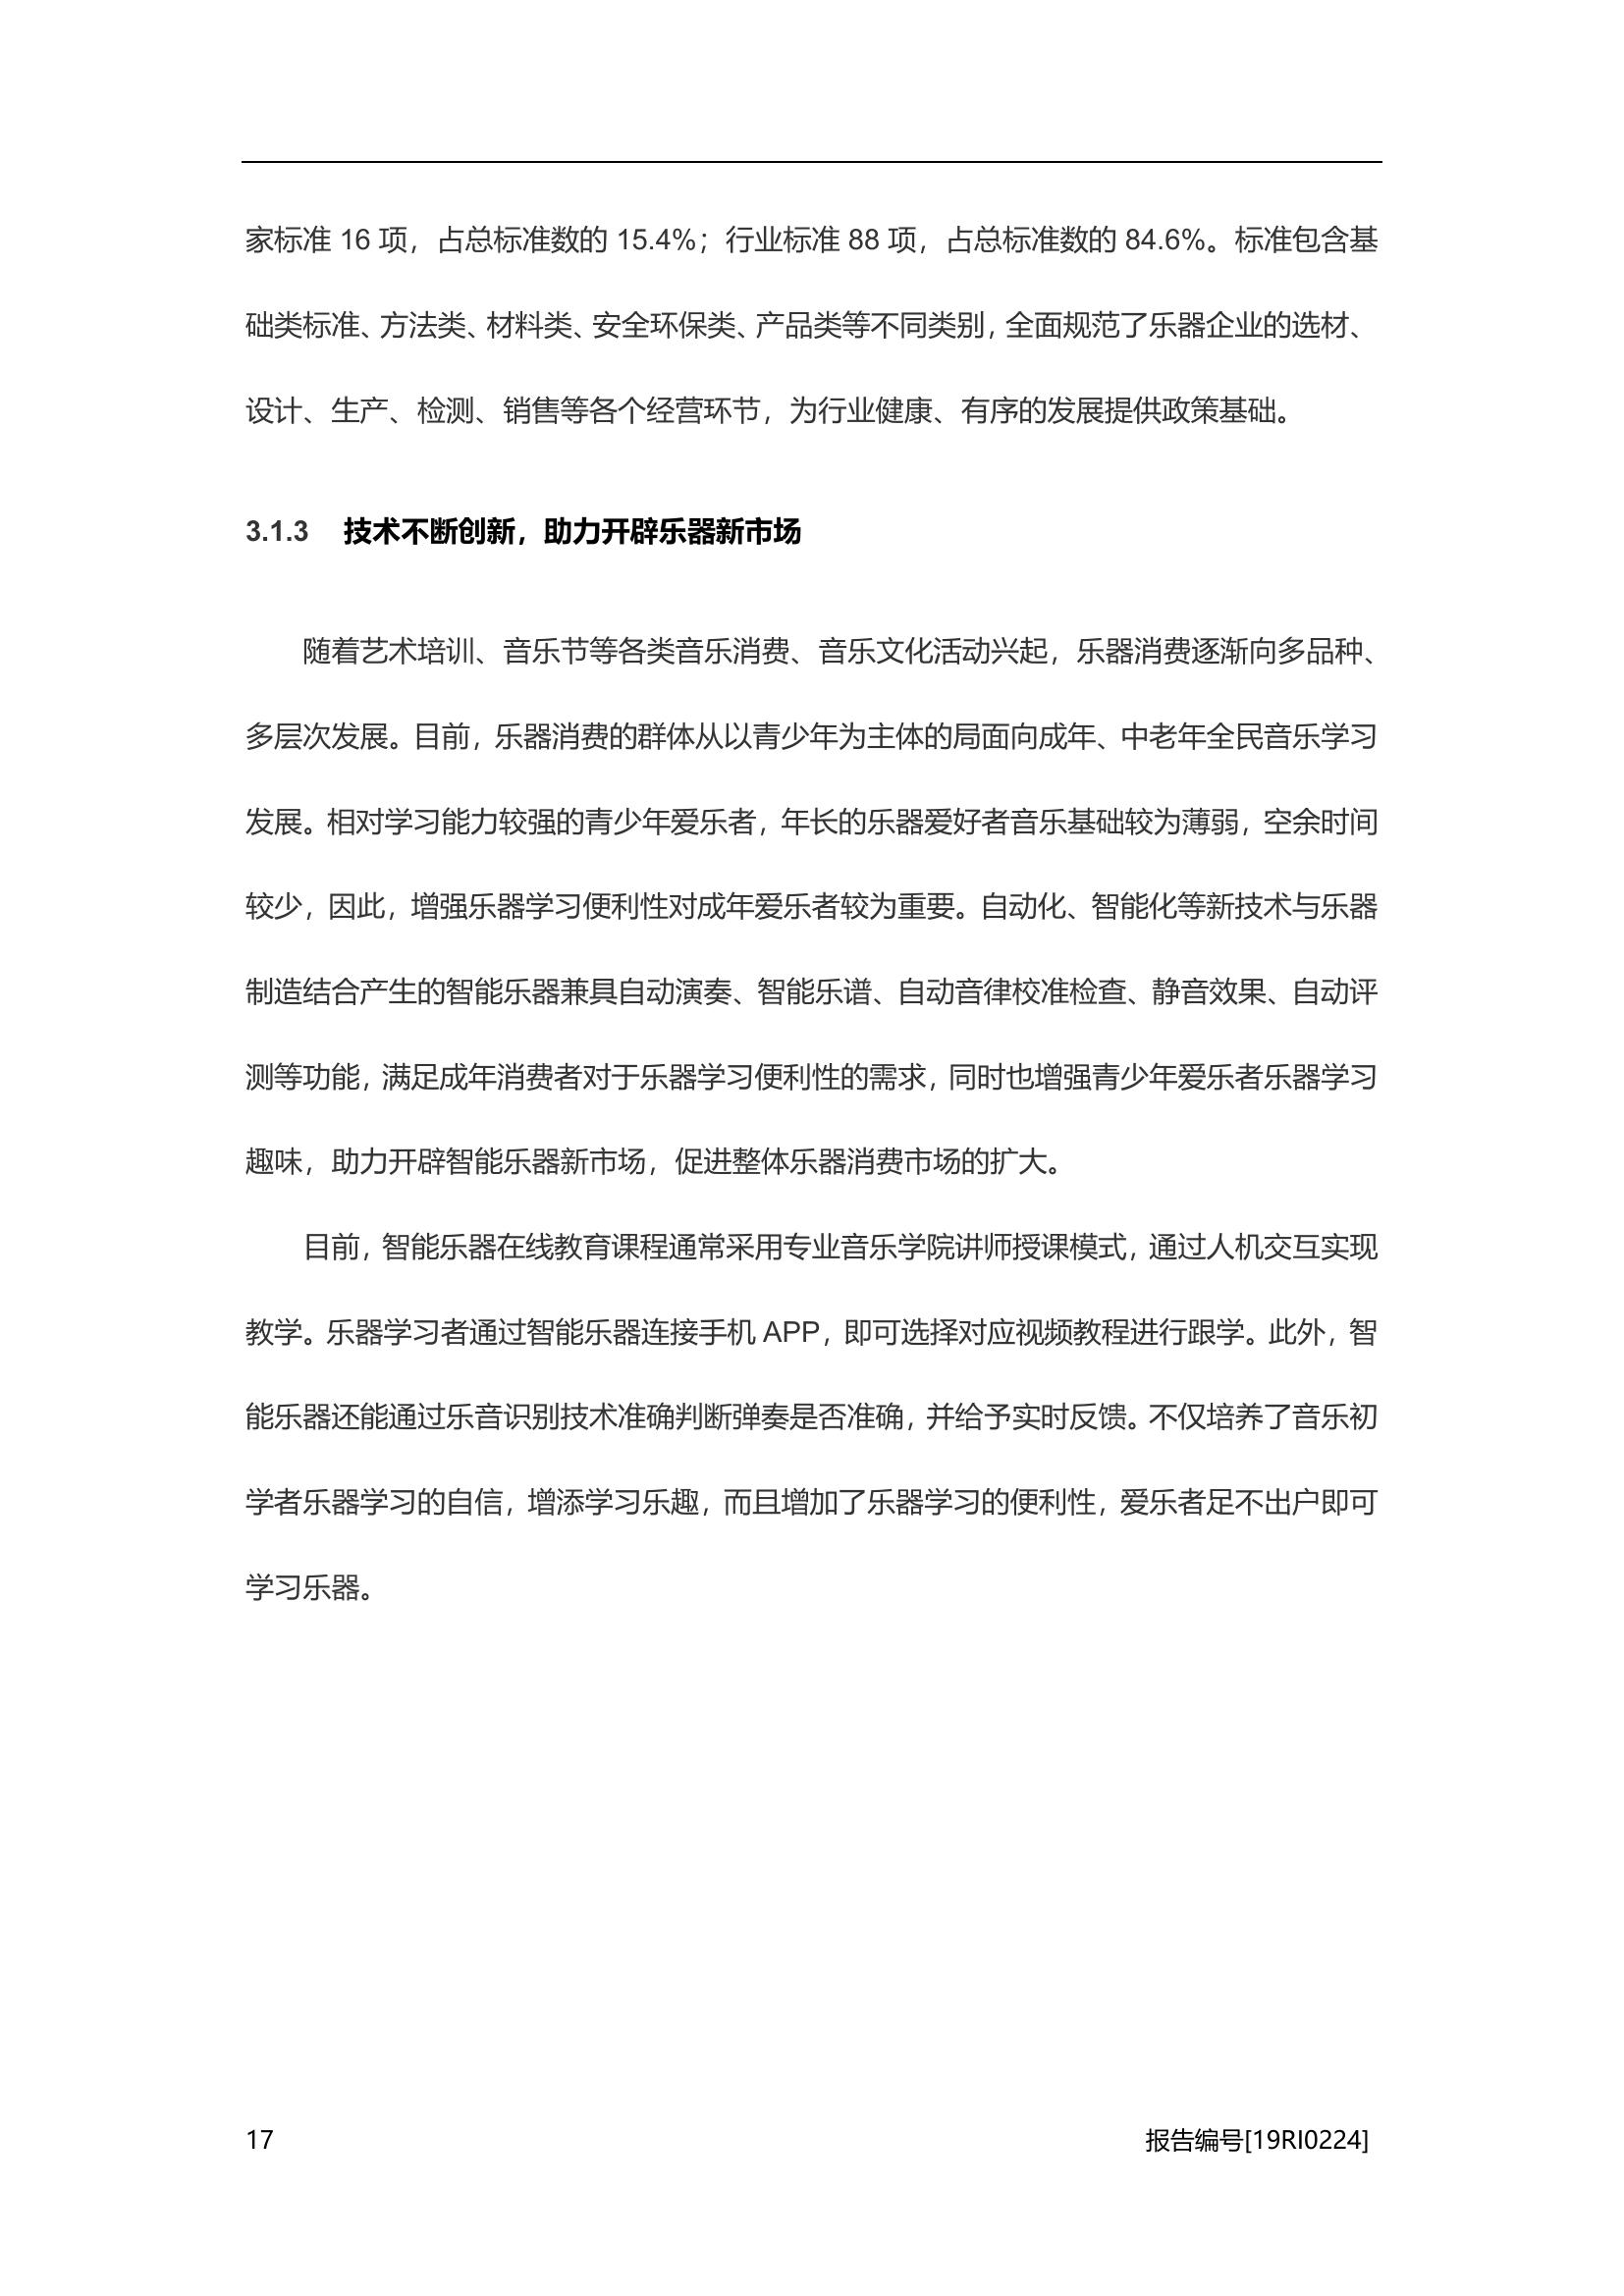 家标准 16 项，占总标准数的 15.4%；行业标准 88 项，占总标准数的 84.6%。标准包含基
础类标准、方法类、材料类、安全环保类、产品类等不同类别，全面规范了乐器企业的选材、
设计、生产、检测、销售等各个经营环节，为行业健康、有序的发展提供政策基础。
3.1.3 技术不断创新，助力开辟乐器新市场
随着艺术培训、音乐节等各类音乐消费、音乐文化活动兴起，乐器消费逐渐向多品种、
多层次发展。目前，乐器消费的群体从以青少年为主体的局面向成年、中老年全民音乐学习
发展。相对学习能力较强的青少年爱乐者，年长的乐器爱好者音乐基础较为薄弱，空余时间
较少，因此，增强乐器学习便利性对成年爱乐者较为重要。自动化、智能化等新技术与乐器
制造结合产生的智能乐器兼具自动演奏、智能乐谱、自动音律校准检查、静音效果、自动评
测等功能，满足成年消费者对于乐器学习便利性的需求，同时也增强青少年爱乐者乐器学习
趣味，助力开辟智能乐器新市场，促进整体乐器消费市场的扩大。
目前，智能乐器在线教育课程通常采用专业音乐学院讲师授课模式，通过人机交互实现
教学。乐器学习者通过智能乐器连接手机 APP，即可选择对应视频教程进行跟学。此外，智
能乐器还能通过乐音识别技术准确判断弹奏是否准确，并给予实时反馈。不仅培养了音乐初
学者乐器学习的自信，增添学习乐趣，而且增加了乐器学习的便利性，爱乐者足不出户即可
学习乐器。
17 报告编号[19RI0224]